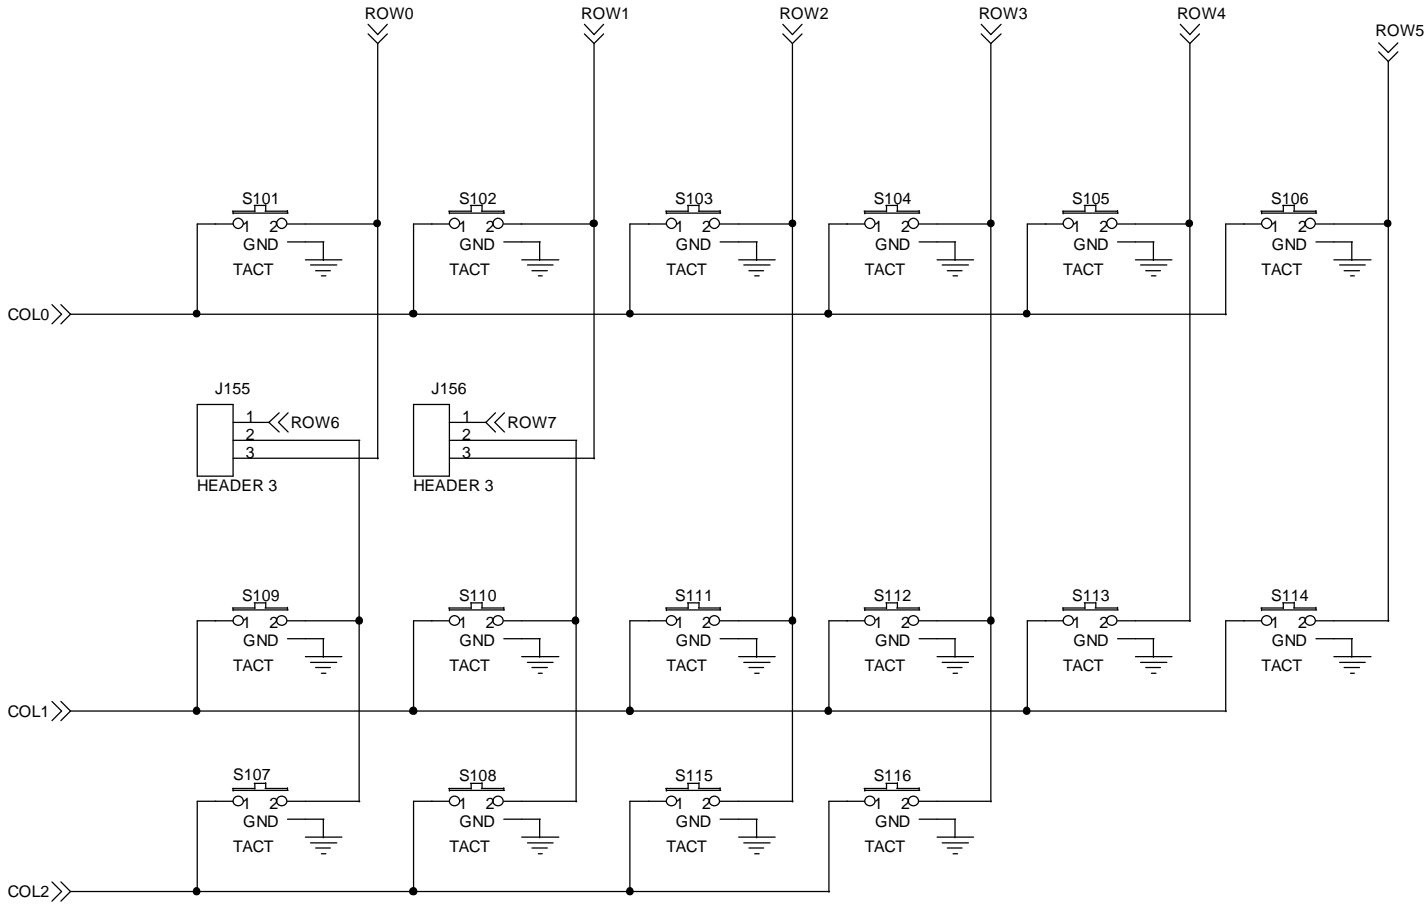 ROW0 ROW1 ROW2 ROW3 ROW4 ROW5
S101 S102 S103 S104 S105 S106
1 2 1 2 1 2 1 2 1 2 1 2
GND GND GND GND GND GND
TACT TACT TACT TACT TACT TACT
COL0
J155 J156
1 ROW6 1 ROW7
2 2
3 3
HEADER 3 HEADER 3
S109 S110 S111 S112 S113 S114
1 2 1 2 1 2 1 2 1 2 1 2
GND GND GND GND GND GND
TACT TACT TACT TACT TACT TACT
COL1
S107 S108 S115 S116
1 2 1 2 1 2 1 2
GND GND GND GND
TACT TACT TACT TACT
COL2